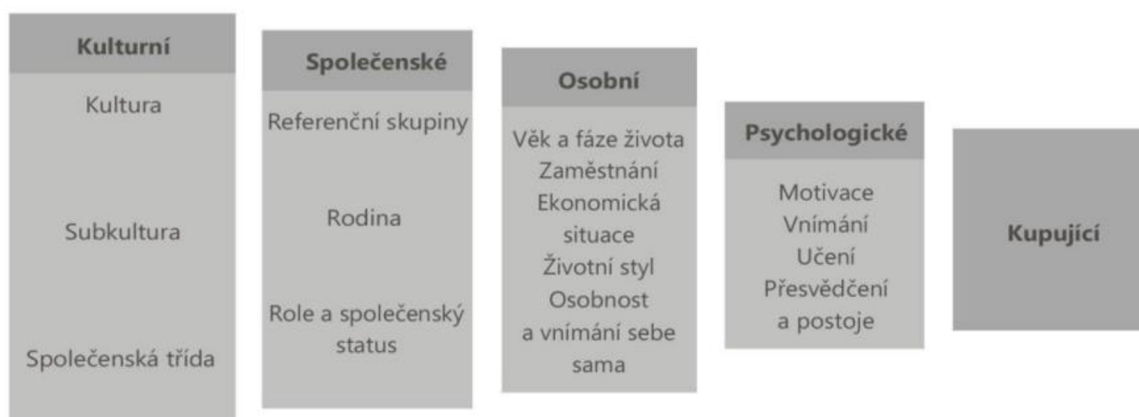 Kulturní
Kultura
Subkultura
Společenská třída
Společenské
Referenční skupiny
Rodina
Role a společenský
status
Osobní
Věk a fáze života
Zaměstnání
Ekonomická
situace
Životní styl
Osobnost
a vnímání sebe
sama
Psychologické
Motivace
Vnímání
Učení
Přesvědčení
a postoje
Kupující